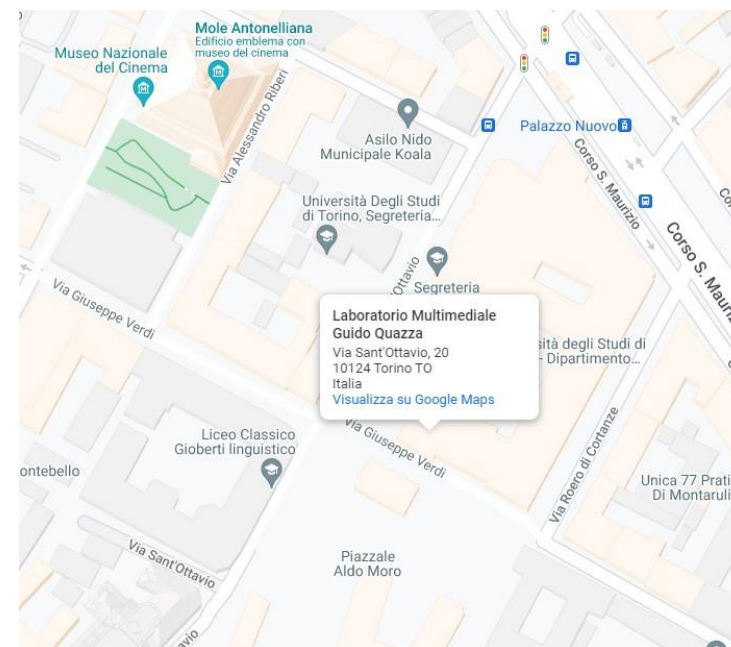 Mole Antonelliana
Edificio emblema con
museo del cinema
Museo Nazionale
del Cinema
Via Alessandro Riberi
Asilo Nido
Municipale Koala
Palazzo Nuovo
Corso S. Maurizio
Corso S. Mauri
Università Degli Studi
di Torino, Segreteria...
Ottavio
Segreteria
Via Giuseppe Verdi
Laboratorio Multimediale
Guido Quazza
Via Sant'Ottavio, 20
10124 Torino TO
Italia
Visualizza su Google Maps
sità degli Studi di
- Dipartimento...
Via Giuseppe Verdi
Liceo Classico
Gioberti linguistico
ontebello
Via Roero di Cortanze
Unica 77 Prati
Di Montaruli
Via Sant'Ottavio
Piazzale
Aldo Moro